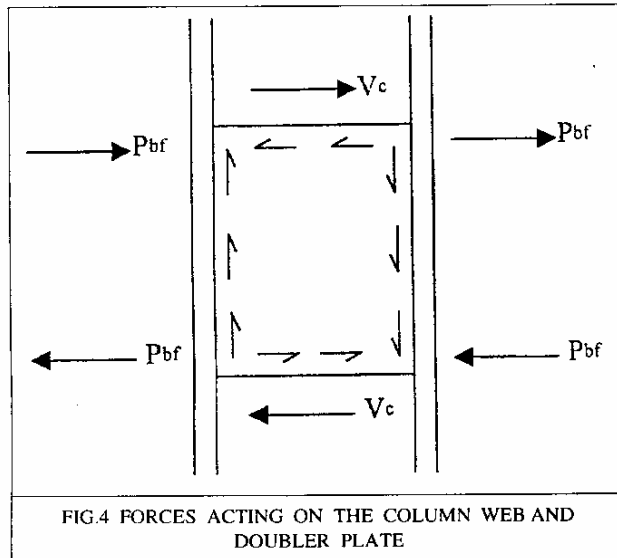 Vc
Pbf
Pbf
Pbf
Pbf
Vc
FIG.4 FORCES ACTING ON THE COLUMN WEB AND
DOUBLER PLATE